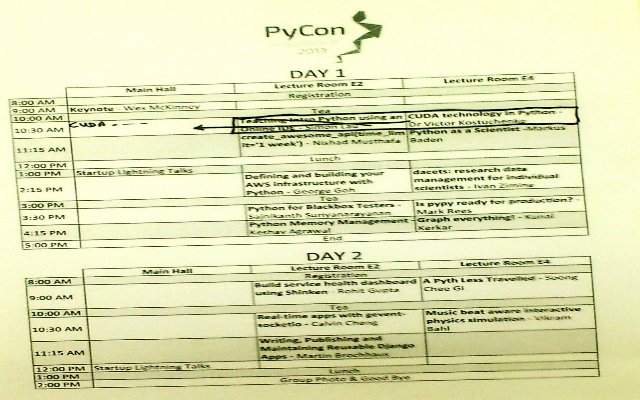 PyCon
2013
DAY 1
Main Hall Lecture Room E2 Lecture Room E4
8:00 AM Registration
9:00 AM Keynote - Wes McKinney
10:00 AM Tea
10:30 AM CUDA - - - Teaching Intro Python using an CUDA technology in Python -
Online IDE - Simon Lau Dr Victor Kostuchenko
11:15 AM create_awesome_api(time_lim Python as a Scientist -Markus
it='1 week') - Nishad Musthafa Baden
12:00 PM Lunch
1:00 PM Startup Lightning Talks
2:15 PM Defining and building your dacets: research data
AWS infrastructure with management for individual
Python - George Goh scientists - Ivan Zimine
3:00 PM Tea
3:30 PM Python for Blackbox Testers - Is pypy ready for production? -
Sajnikanth Suriyanarayanan Mark Rees
4:15 PM Python Memory Management - Graph everything! - Kunal
Keshav Agrawal Kerkar
5:00 PM End
DAY 2
Main Hall Lecture Room E2 Lecture Room E4
8:00 AM Registration
9:00 AM Build service health dashboard A Pyth Less Travelled - Soong
using Shinken - Rohit Gupta Chee Gi
10:00 AM Tea
10:30 AM Real-time apps with gevent- Music beat aware interactive
socketio - Calvin Cheng physics simulation - Vikram
Bahl
11:15 AM Writing, Publishing and
Maintaining Reusable Django
Apps - Martin Brochhaus
12:00 PM Startup Lightning Talks
1:00 PM Lunch
2:00 PM Group Photo & Good Bye